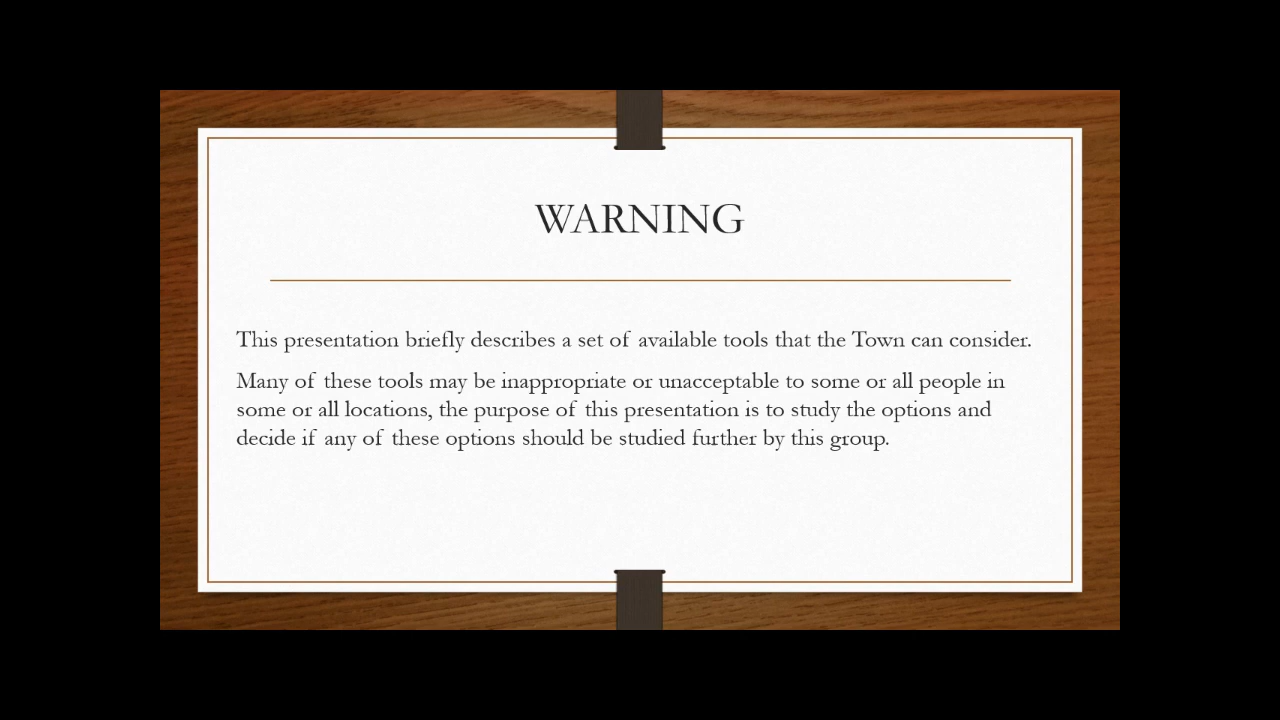 WARNING
This presentation briefly describes a set of available tools that the Town can consider.
Many of these tools may be inappropriate or unacceptable to some or all people in
some or all locations, the purpose of this presentation is to study the options and
decide if any of these options should be studied further by this group.